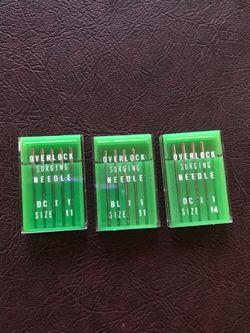 OVERLOCK
SURGING
NEEDLE
DC X 1
SIZE 11
OVERLOCK
SURGING
NEEDLE
BL X 1
SIZE 11
OVERLOCK
SURGING
NEEDLE
DC X 1
SIZE 14